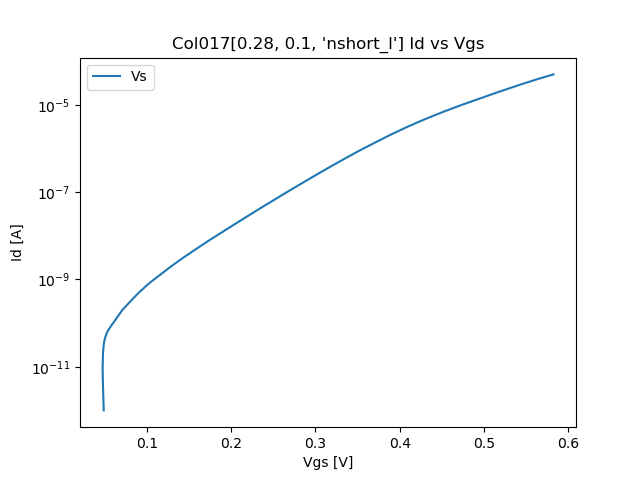 Col017[0.28, 0.1, 'nshort_l'] Id vs Vgs
Vs
10⁻⁵
10⁻⁷
10⁻⁹
10⁻¹¹
Id [A]
0.1 0.2 0.3 0.4 0.5 0.6
Vgs [V]